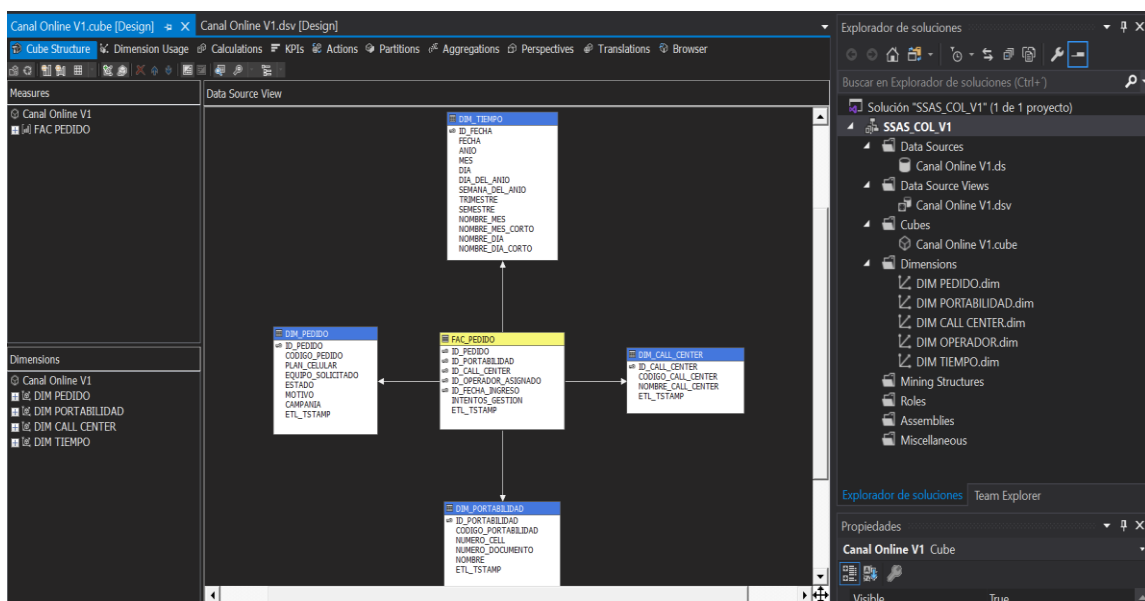 Canal Online V1.cube [Design]
Canal Online V1.dsv [Design]
Cube Structure
Dimension Usage
Calculations
KPIs
Actions
Partitions
Aggregations
Perspectives
Translations
Browser
Measures
Canal Online V1
FAC PEDIDO
Dimensions
Canal Online V1
DIM PEDIDO
DIM PORTABILIDAD
DIM CALL CENTER
DIM TIEMPO
Data Source View
DIM_TIEMPO
ID_FECHA
FECHA
ANIO
MES
DIA
DIA_DEL_ANIO
SEMANA_DEL_ANIO
TRIMESTRE
SEMESTRE
NOMBRE_MES
NOMBRE_MES_CORTO
NOMBRE_DIA
NOMBRE_DIA_CORTO
DIM_PEDIDO
ID_PEDIDO
CODIGO_PEDIDO
PLAN_CELULAR
EQUIPO_SOLICITADO
ESTADO
MOTIVO
CAMPANIA
ETL_TSTAMP
FAC_PEDIDO
ID_PEDIDO
ID_PORTABILIDAD
ID_CALL_CENTER
ID_OPERADOR_ASIGNADO
ID_FECHA_INGRESO
INTENTOS_GESTION
ETL_TSTAMP
DIM_CALL_CENTER
ID_CALL_CENTER
CODIGO_CALL_CENTER
NOMBRE_CALL_CENTER
ETL_TSTAMP
DIM_PORTABILIDAD
ID_PORTABILIDAD
CODIGO_PORTABILIDAD
NUMERO_CELL
NUMERO_DOCUMENTO
NOMBRE
ETL_TSTAMP
Explorador de soluciones
Buscar en Explorador de soluciones (Ctrl+´)
Solución "SSAS_COL_V1" (1 de 1 proyecto)
SSAS_COL_V1
Data Sources
Canal Online V1.ds
Data Source Views
Canal Online V1.dsv
Cubes
Canal Online V1.cube
Dimensions
DIM PEDIDO.dim
DIM PORTABILIDAD.dim
DIM CALL CENTER.dim
DIM OPERADOR.dim
DIM TIEMPO.dim
Mining Structures
Roles
Assemblies
Miscellaneous
Explorador de soluciones
Team Explorer
Propiedades
Canal Online V1 Cube
Visible True